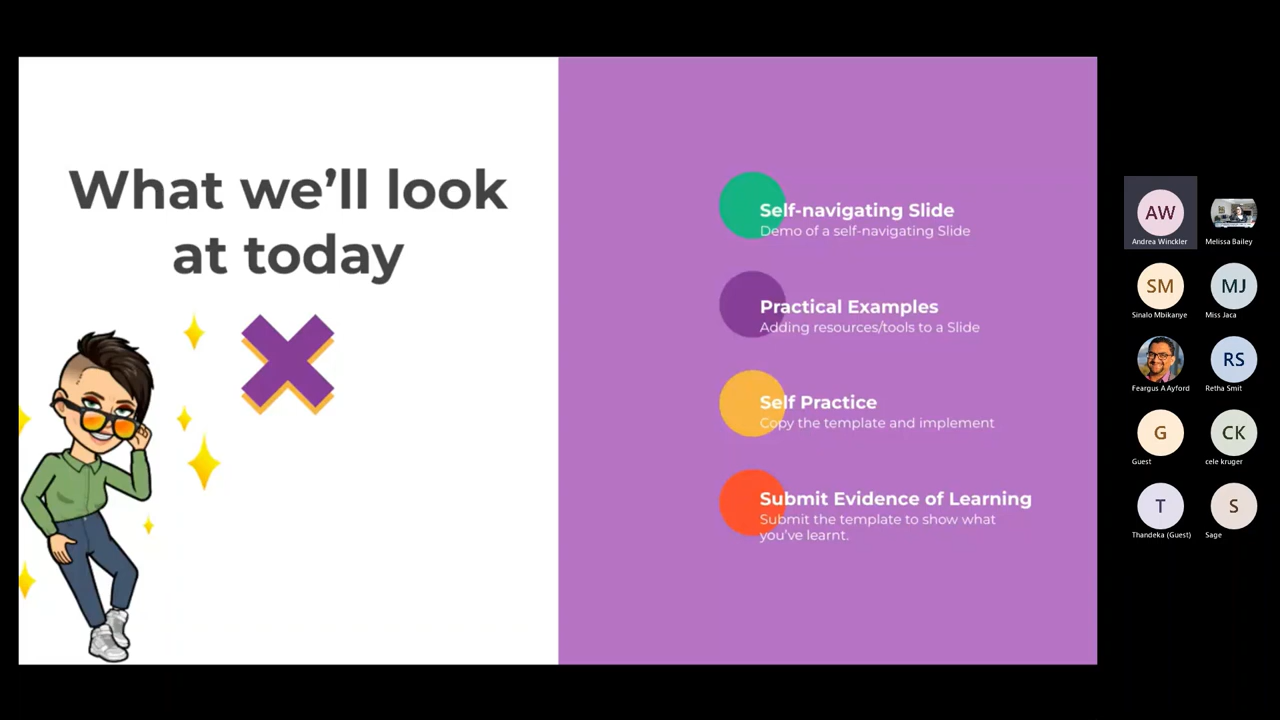 What we'll look
at today
Self-navigating Slide
Demo of a self-navigating Slide
Practical Examples
Adding resources/tools to a Slide
Self Practice
Copy the template and implement
Submit Evidence of Learning
Submit the template to show what
you've learnt.
AW
Andrea Winckler
Melissa Bailey
SM
Sinalo Mbikanye
MJ
Miss Jaca
Feargus A Ayford
RS
Retha Smit
G
Guest
CK
cele kruger
T
Thandeka (Guest)
S
Sage